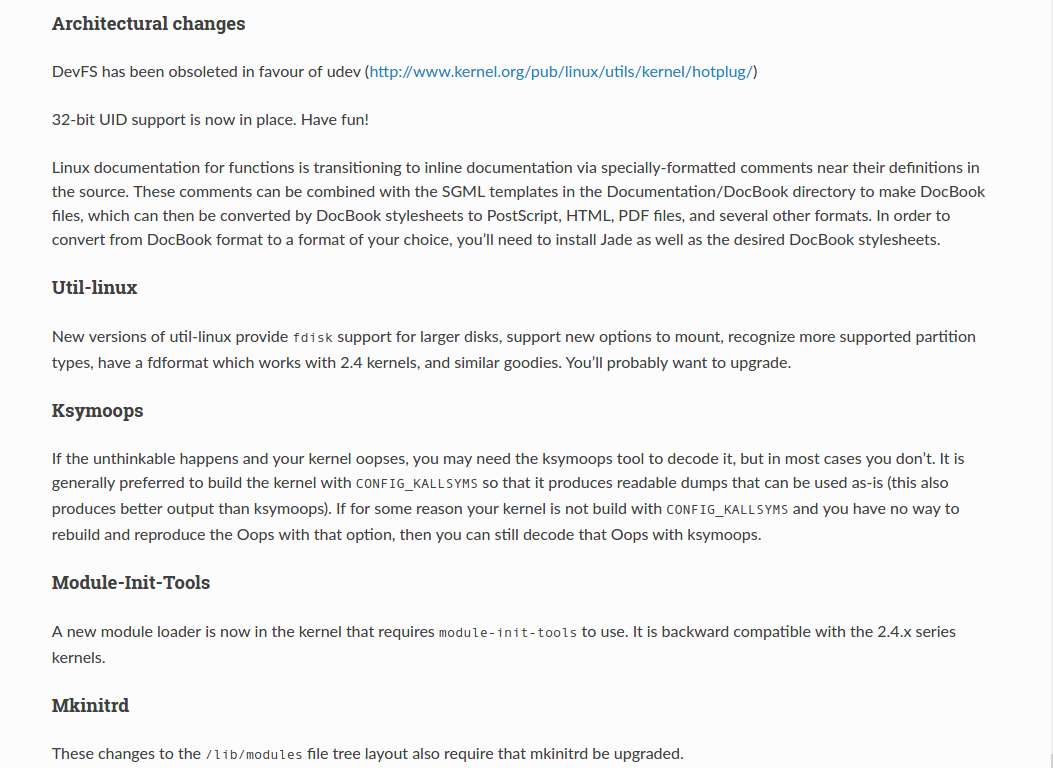 Architectural changes
DevFS has been obsoleted in favour of udev (http://www.kernel.org/pub/linux/utils/kernel/hotplug/)
32-bit UID support is now in place. Have fun!
Linux documentation for functions is transitioning to inline documentation via specially-formatted comments near their definitions in
the source. These comments can be combined with the SGML templates in the Documentation/DocBook directory to make DocBook
files, which can then be converted by DocBook stylesheets to PostScript, HTML, PDF files, and several other formats. In order to
convert from DocBook format to a format of your choice, you’ll need to install Jade as well as the desired DocBook stylesheets.
Util-linux
New versions of util-linux provide fdisk support for larger disks, support new options to mount, recognize more supported partition
types, have a fdformat which works with 2.4 kernels, and similar goodies. You’ll probably want to upgrade.
Ksymoops
If the unthinkable happens and your kernel oopses, you may need the ksymoops tool to decode it, but in most cases you don’t. It is
generally preferred to build the kernel with CONFIG_KALLSYMS so that it produces readable dumps that can be used as-is (this also
produces better output than ksymoops). If for some reason your kernel is not build with CONFIG_KALLSYMS and you have no way to
rebuild and reproduce the Oops with that option, then you can still decode that Oops with ksymoops.
Module-Init-Tools
A new module loader is now in the kernel that requires module-init-tools to use. It is backward compatible with the 2.4.x series
kernels.
Mkinitrd
These changes to the /lib/modules file tree layout also require that mkinitrd be upgraded.